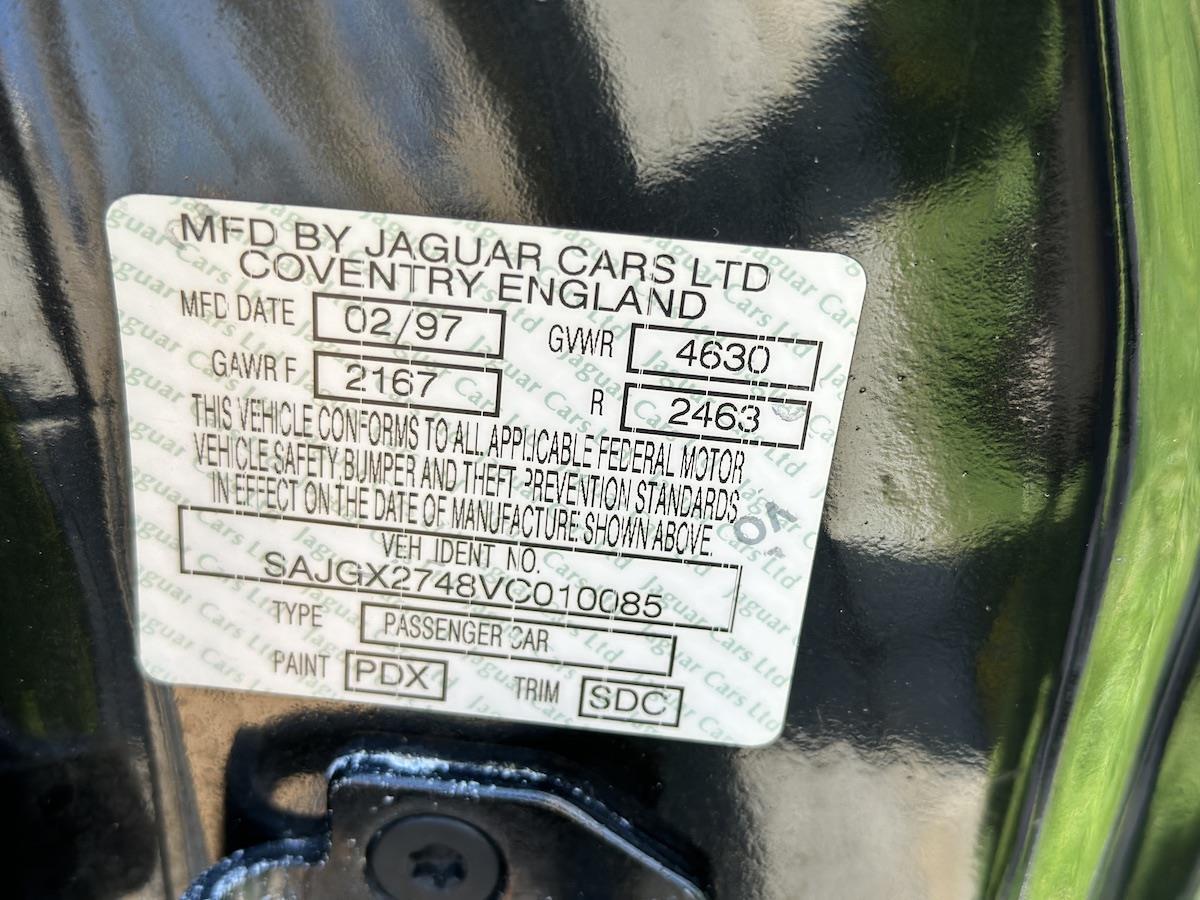 MFD BY JAGUAR CARS LTD
COVENTRY ENGLAND
MFD DATE 02/97 GVWR 4630
GAWR F 2167 R 2463
THIS VEHICLE CONFORMS TO ALL APPLICABLE FEDERAL MOTOR
VEHICLE SAFETY, BUMPER AND THEFT PREVENTION STANDARDS
IN EFFECT ON THE DATE OF MANUFACTURE SHOWN ABOVE.
VEH. IDENT NO.
SAJGX2748VC010085
TYPE PASSENGER CAR
PAINT PDX TRIM SDC